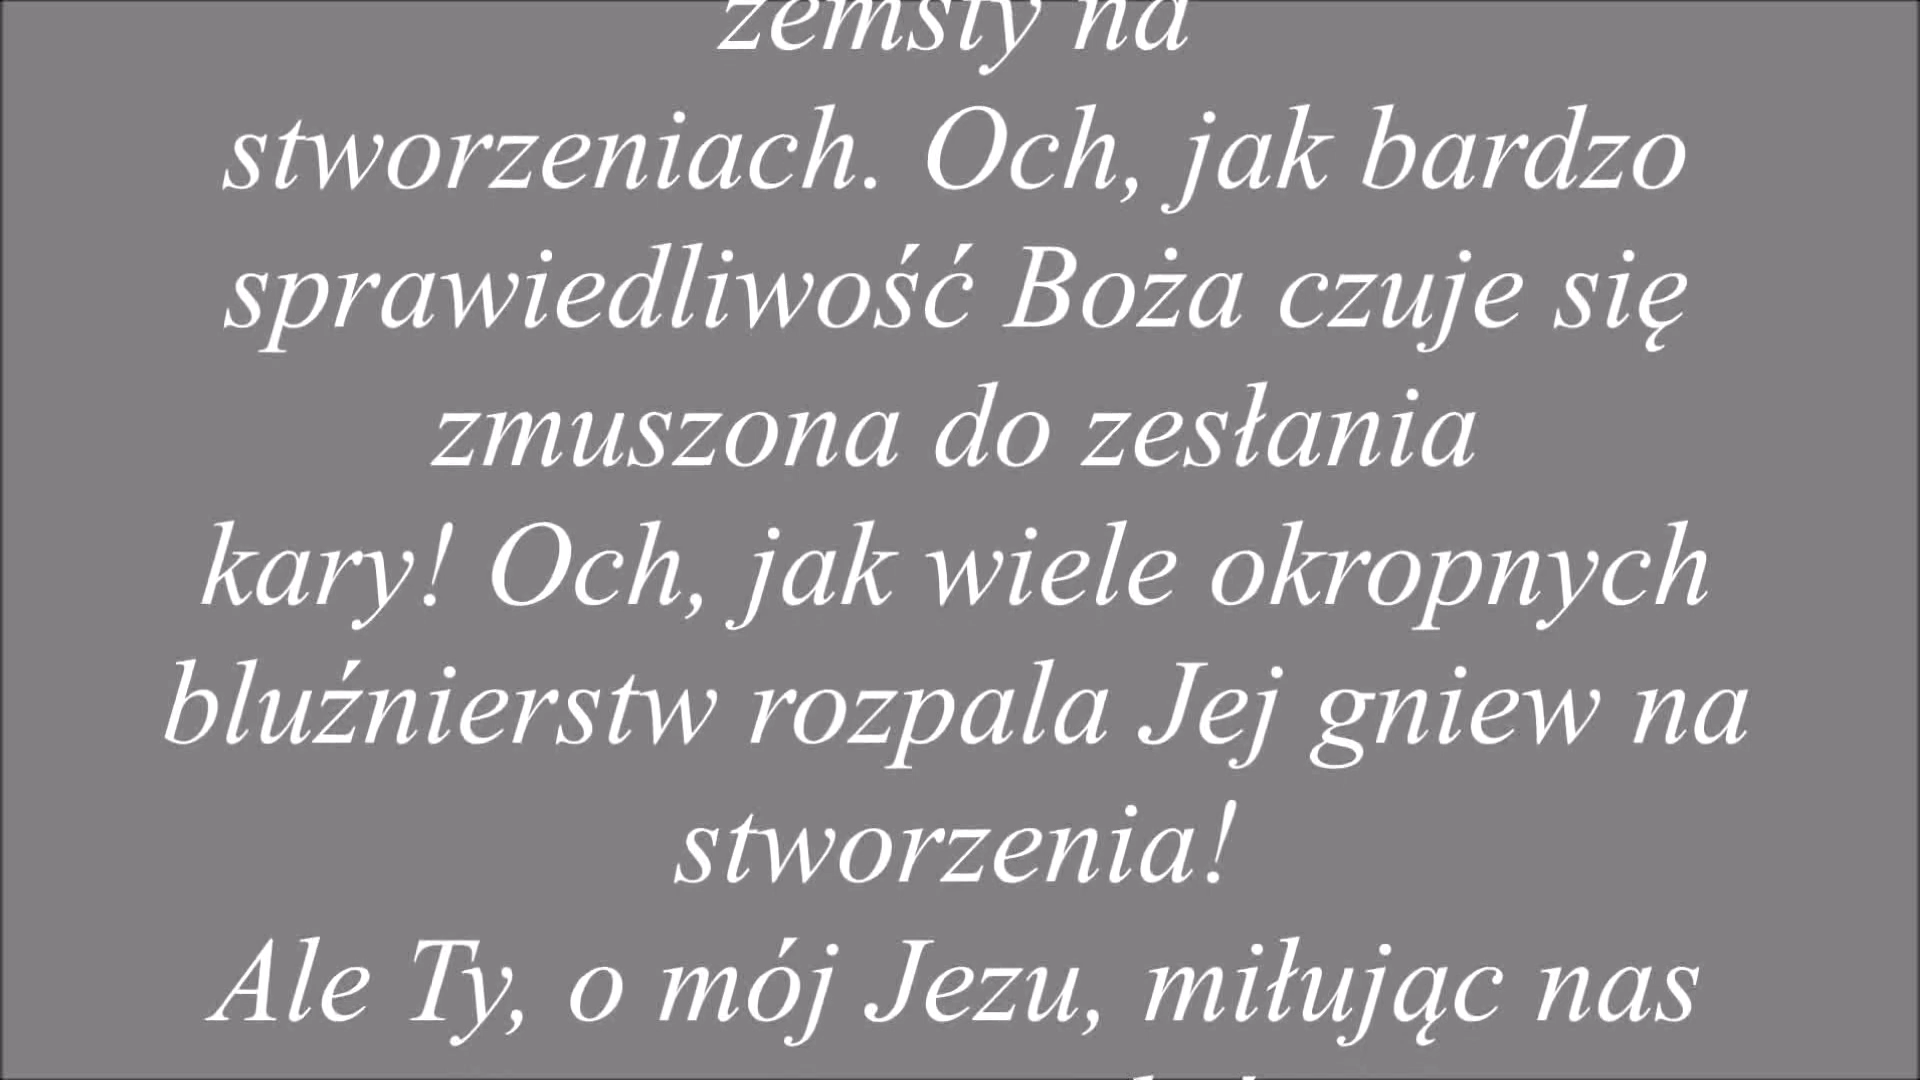 zemsty na
stworzeniach. Och, jak bardzo
sprawiedliwość Boża czuje się
zmuszona do zesłania
kary! Och, jak wiele okropnych
bluźnierstw rozpala Jej gniew na
stworzenia!
Ale Ty, o mój Jezu, miłując nas